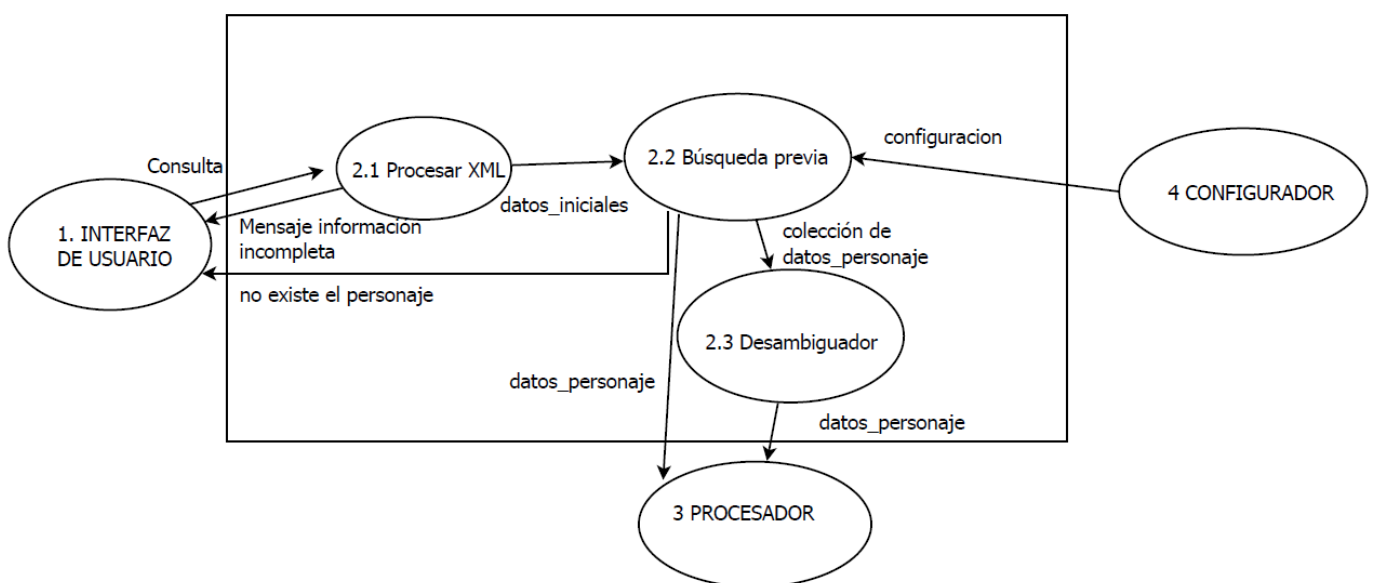 Consulta
2.1 Procesar XML
2.2 Búsqueda previa
configuracion
4 CONFIGURADOR
datos_iniciales
1. INTERFAZ
DE USUARIO
Mensaje información
incompleta
colección de
datos_personaje
no existe el personaje
2.3 Desambiguador
datos_personaje
datos_personaje
3 PROCESADOR